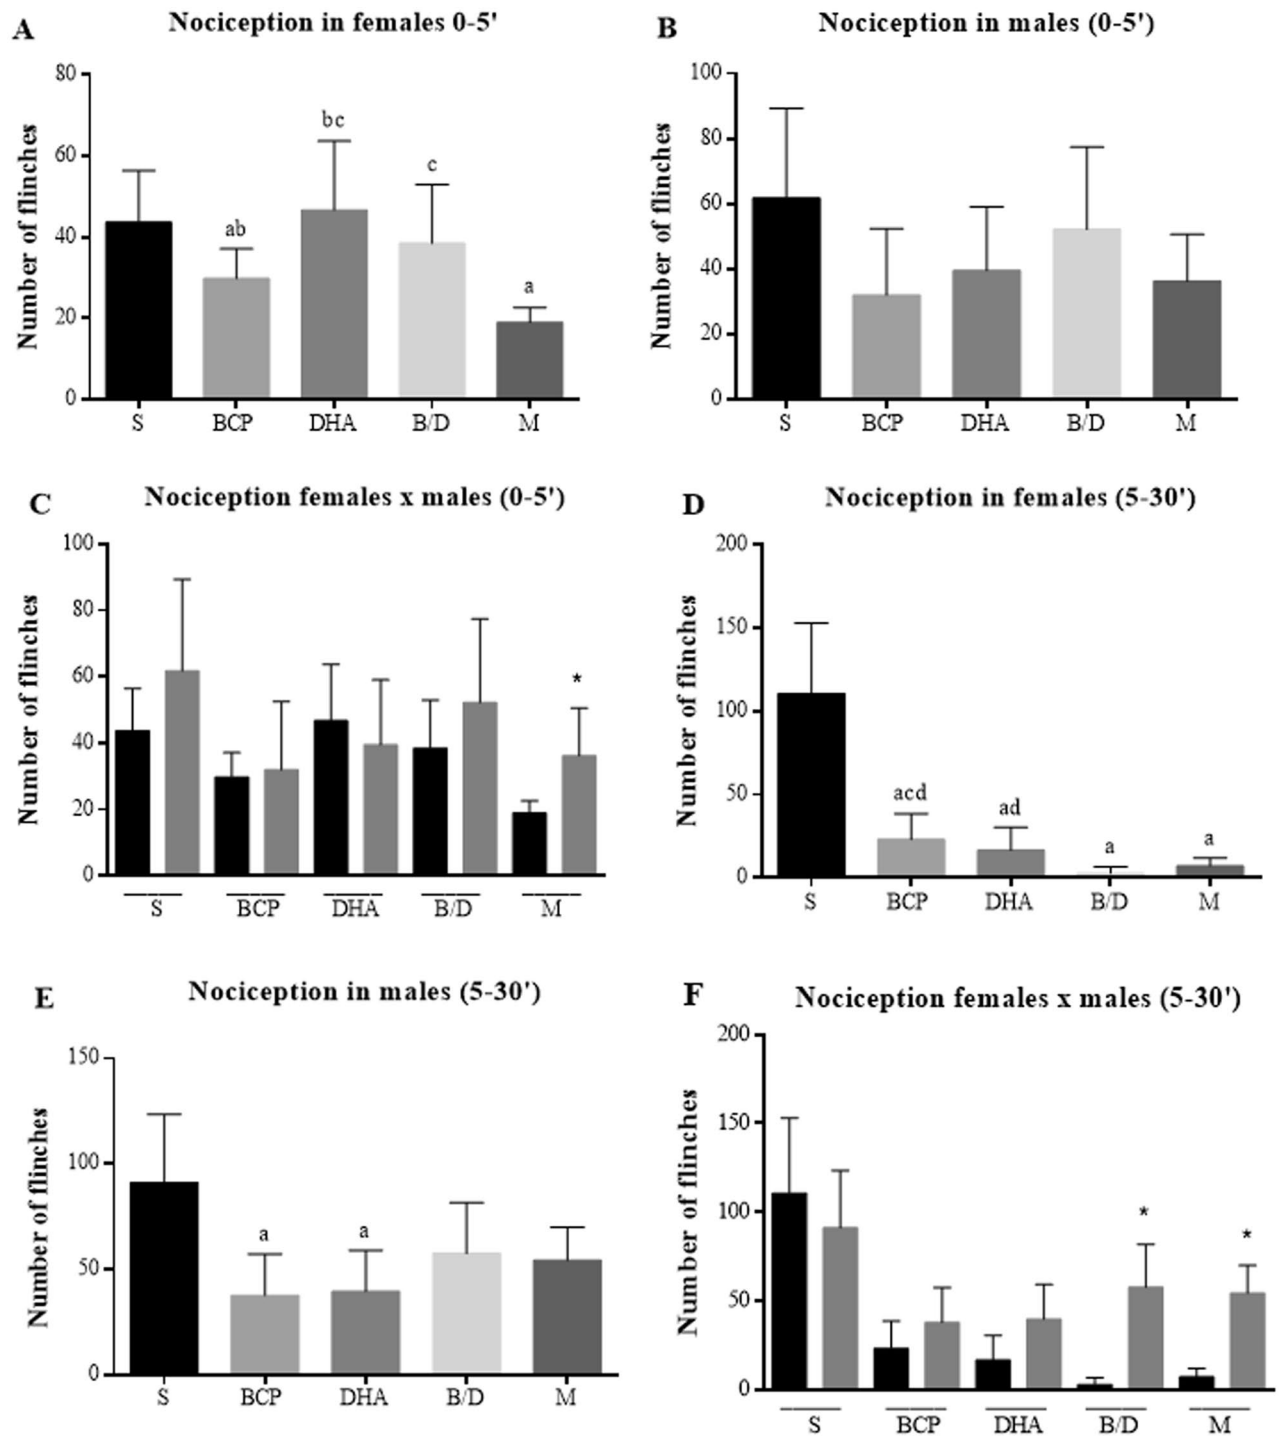 A
Nociception in females 0-5'
Number of flinches
80
60
40
20
0
ab
bc
c
a
S BCP DHA B/D M
B
Nociception in males (0-5')
Number of flinches
100
80
60
40
20
0
S BCP DHA B/D M
C
Nociception females x males (0-5')
Number of flinches
100
80
60
40
20
0
*
S BCP DHA B/D M
D
Nociception in females (5-30')
Number of flinches
200
150
100
50
0
acd
ad
a
a
S BCP DHA B/D M
E
Nociception in males (5-30')
Number of flinches
150
100
50
0
a
a
S BCP DHA B/D M
F
Nociception females x males (5-30')
Number of flinches
200
150
100
50
0
*
*
S BCP DHA B/D M